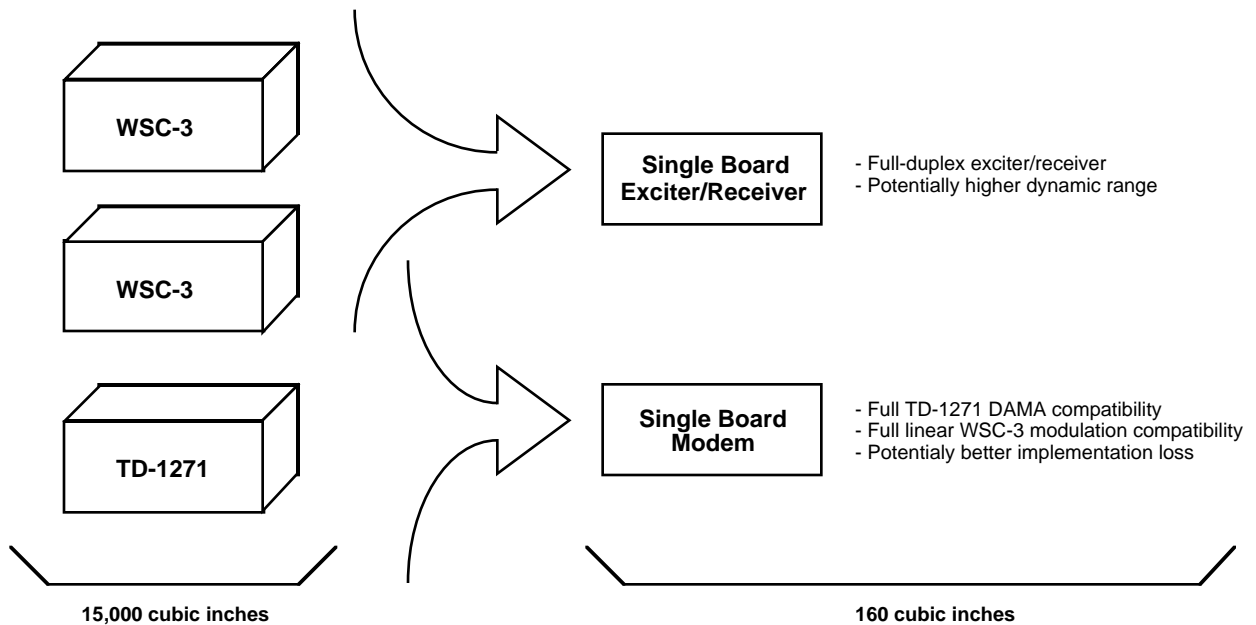 WSC-3
WSC-3
TD-1271
15,000 cubic inches
Single Board
Exciter/Receiver
- Full-duplex exciter/receiver
- Potentially higher dynamic range
Single Board
Modem
- Full TD-1271 DAMA compatibility
- Full linear WSC-3 modulation compatibility
- Potentialy better implementation loss
160 cubic inches